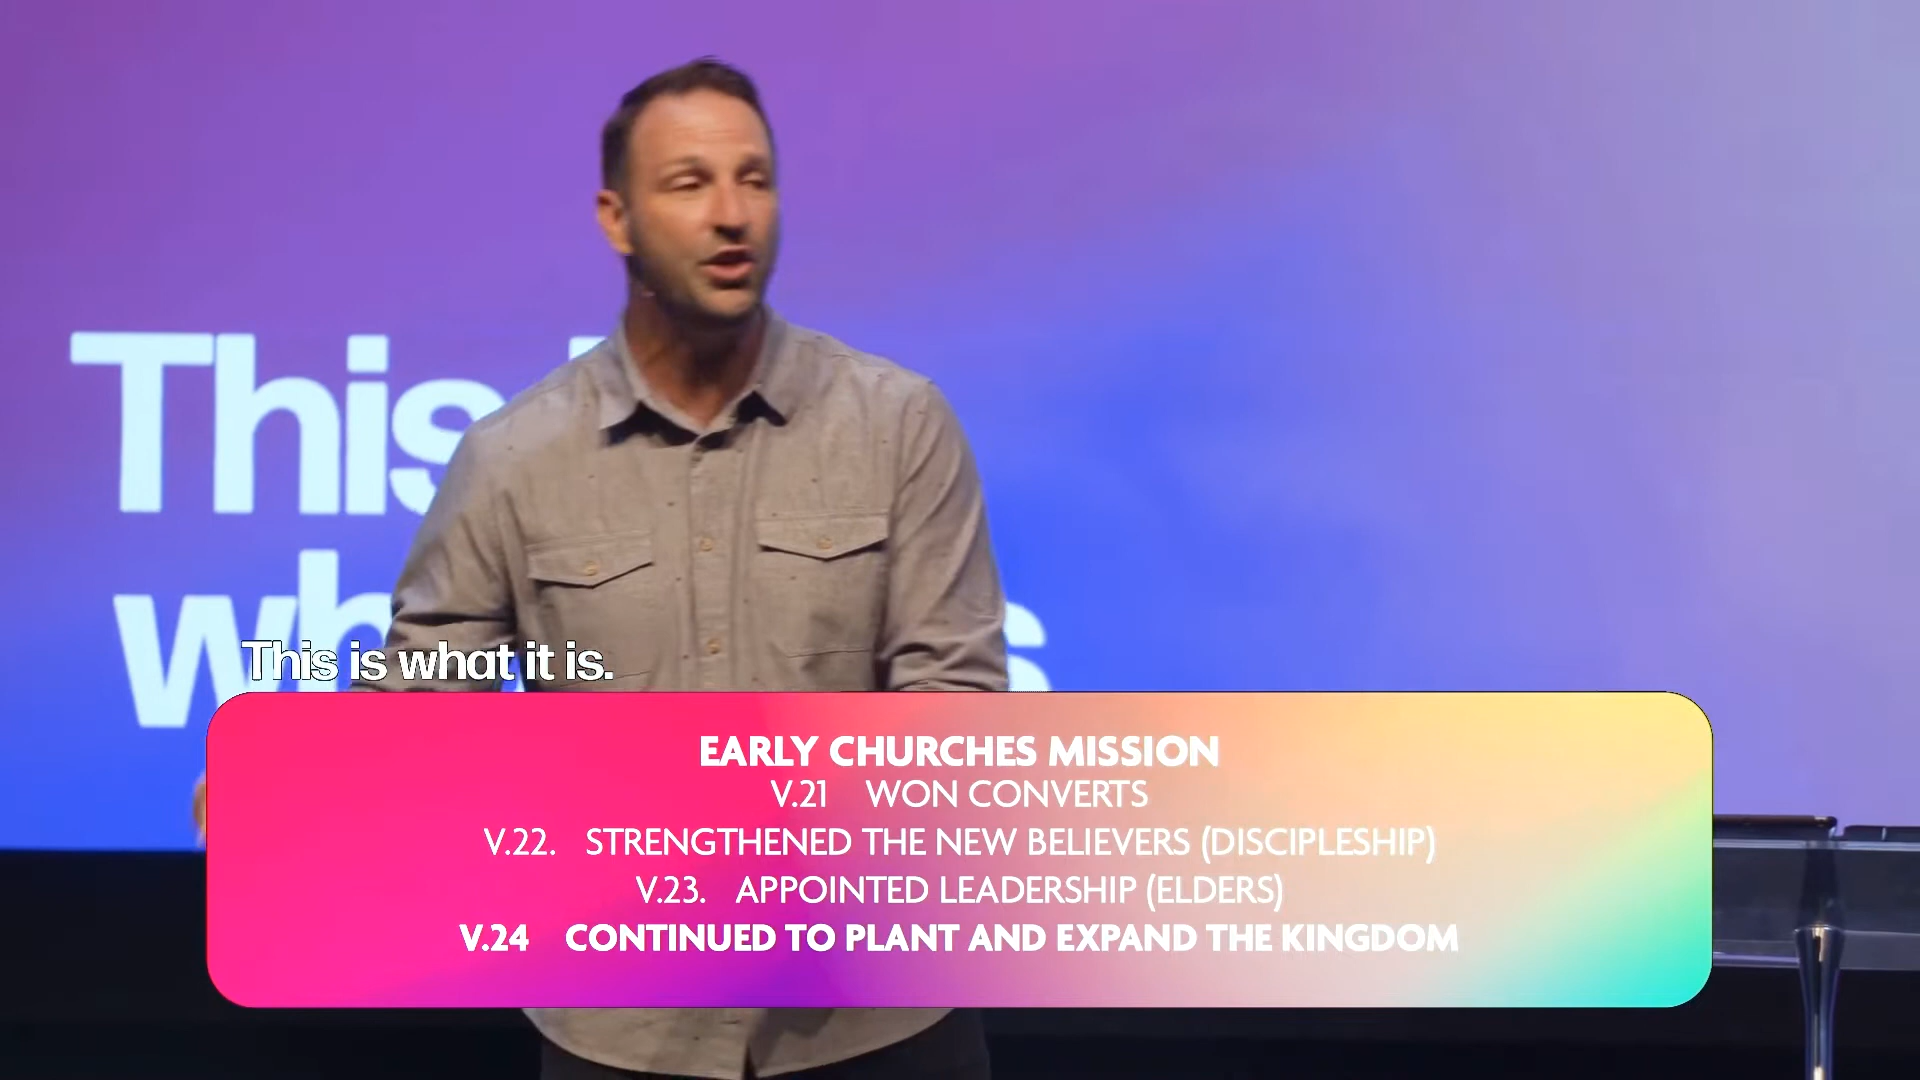 This
This is what it is.
EARLY CHURCHES MISSION
V.21 WON CONVERTS
V.22. STRENGTHENED THE NEW BELIEVERS (DISCIPLESHIP)
V.23. APPOINTED LEADERSHIP (ELDERS)
V.24 CONTINUED TO PLANT AND EXPAND THE KINGDOM